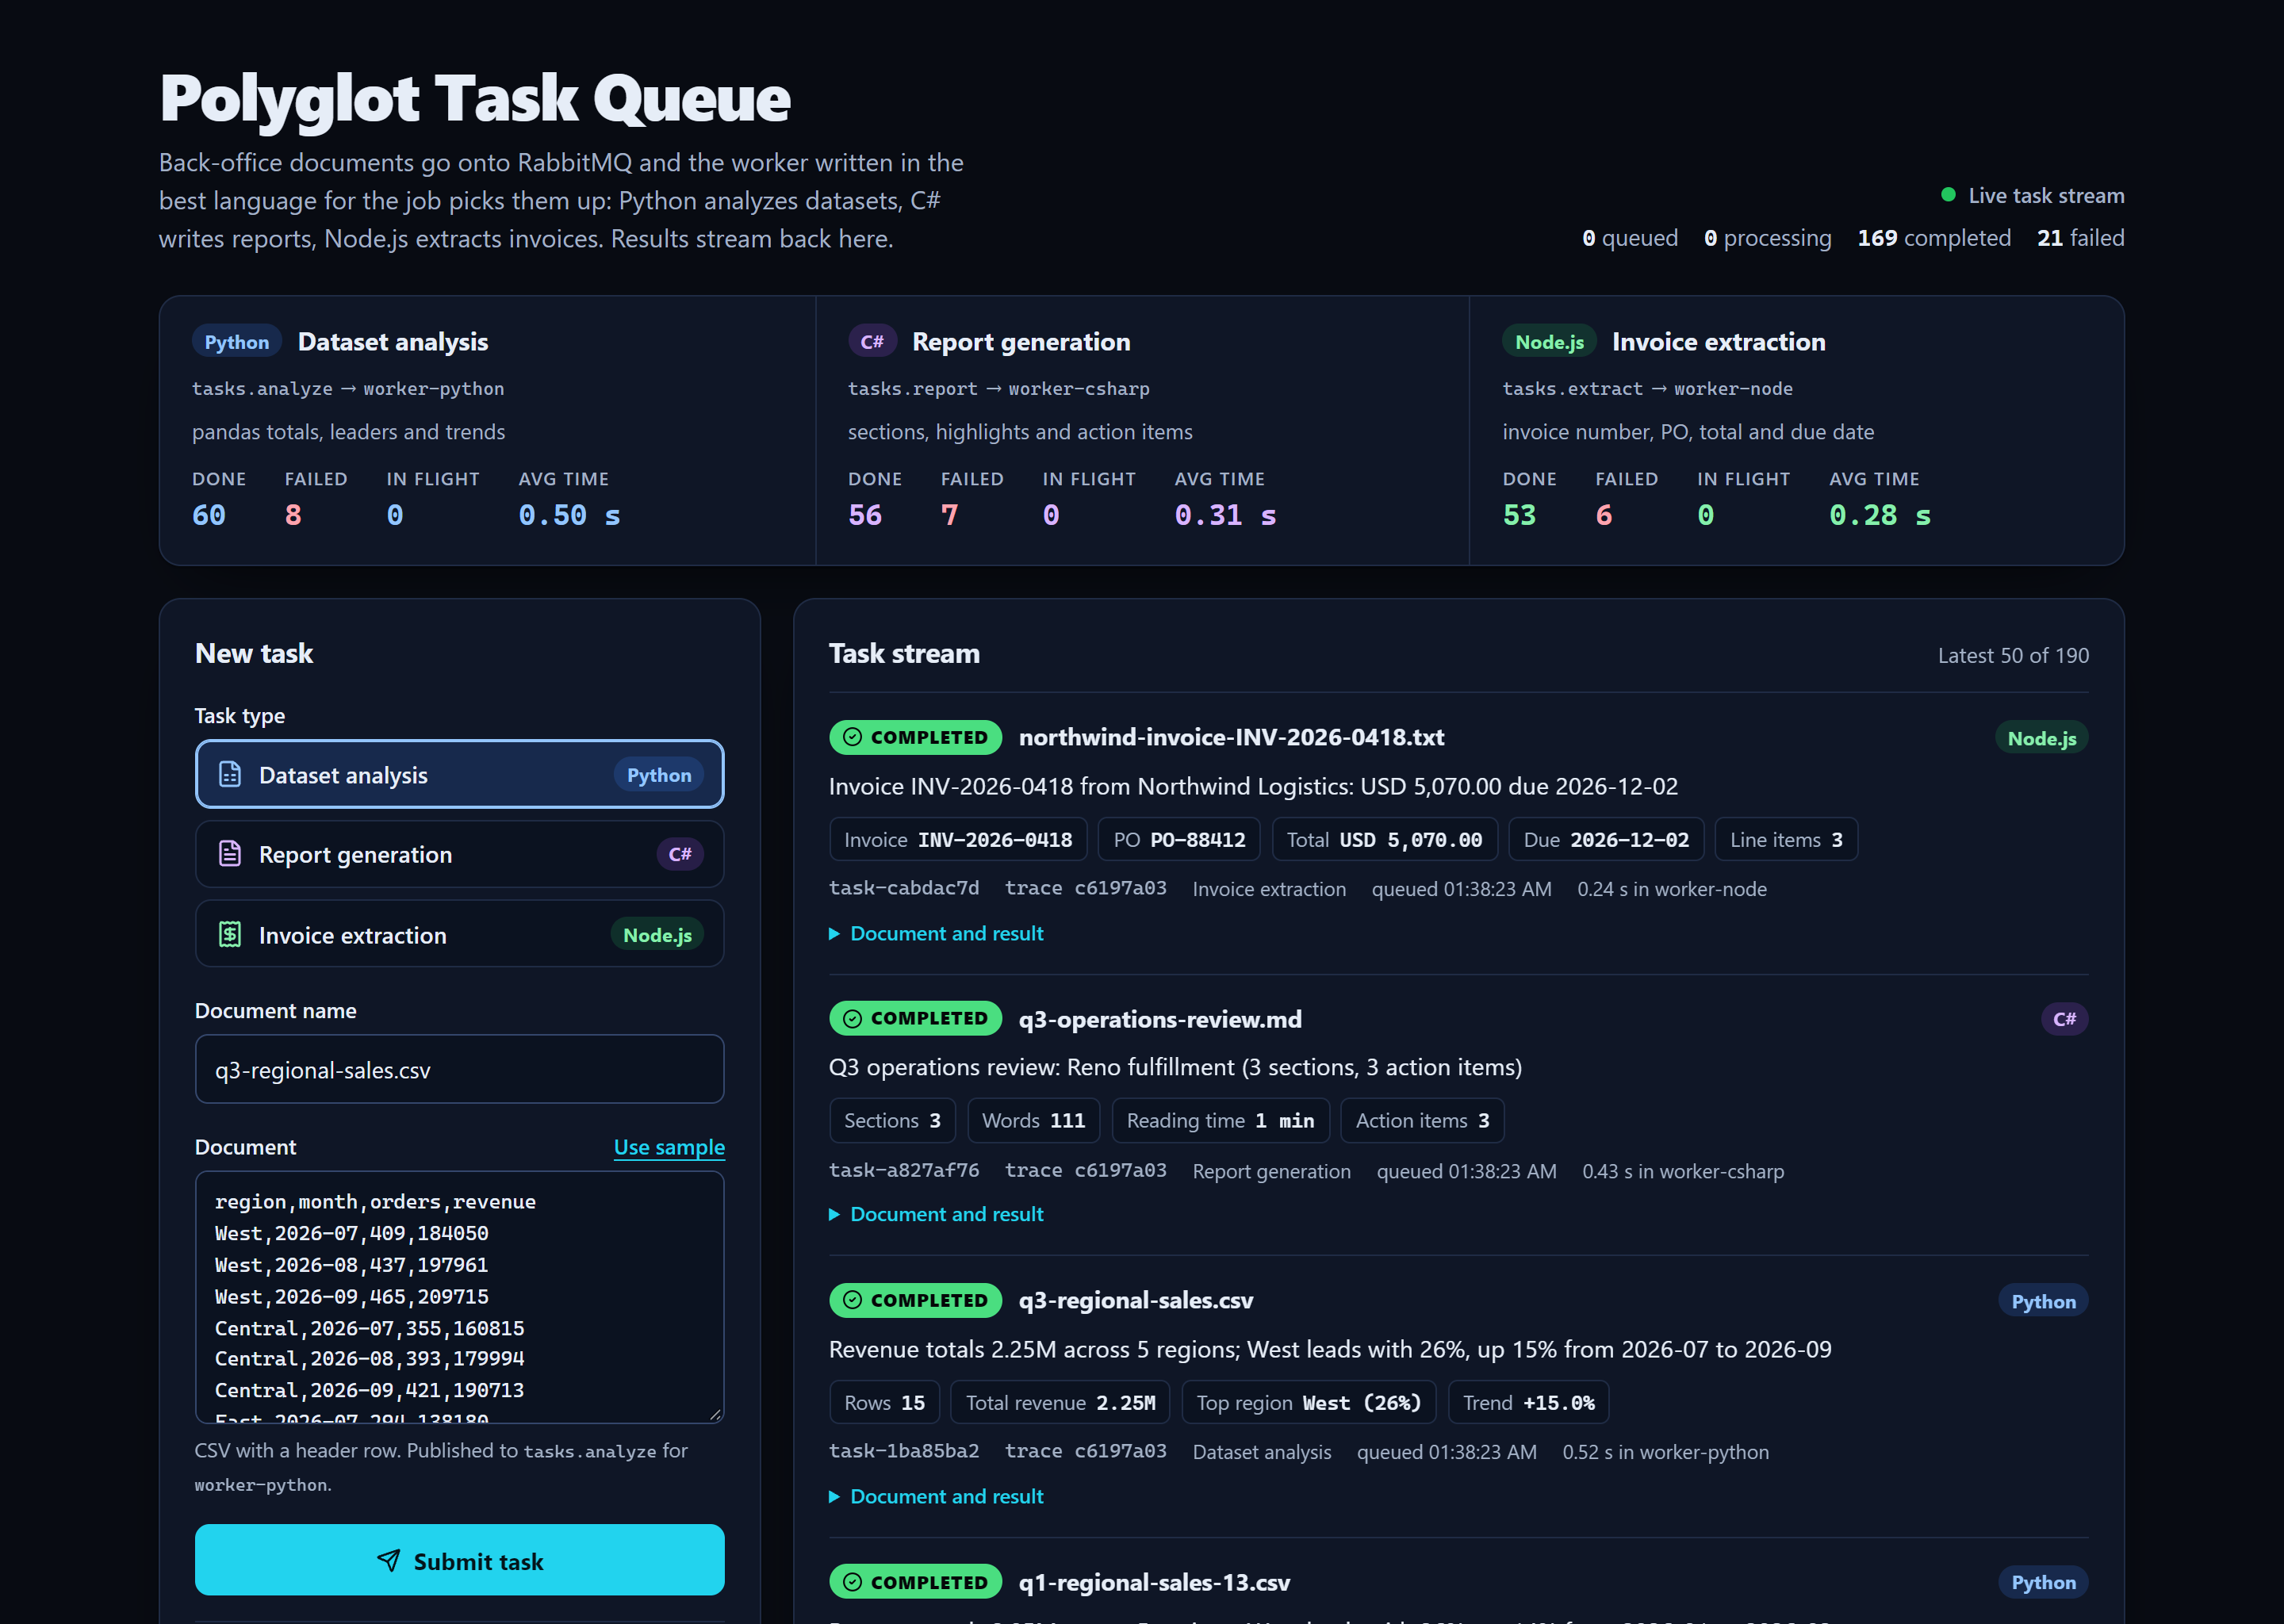 Polyglot Task Queue
Back-office documents go onto RabbitMQ and the worker written in the
best language for the job picks them up: Python analyzes datasets, C#
writes reports, Node.js extracts invoices. Results stream back here.
Live task stream
0 queued 0 processing 169 completed 21 failed
Python Dataset analysis
tasks.analyze → worker-python
pandas totals, leaders and trends
DONE FAILED IN FLIGHT AVG TIME
60 8 0 0.50 s
C# Report generation
tasks.report → worker-csharp
sections, highlights and action items
DONE FAILED IN FLIGHT AVG TIME
56 7 0 0.31 s
Node.js Invoice extraction
tasks.extract → worker-node
invoice number, PO, total and due date
DONE FAILED IN FLIGHT AVG TIME
53 6 0 0.28 s
New task
Task type
Dataset analysis Python
Report generation C#
Invoice extraction Node.js
Document name
q3-regional-sales.csv
Document Use sample
region,month,orders,revenue
West,2026-07,409,184050
West,2026-08,437,197961
West,2026-09,465,209715
Central,2026-07,355,160815
Central,2026-08,393,179994
Central,2026-09,421,190713
East,2026-07,294,138180
CSV with a header row. Published to tasks.analyze for
worker-python.
Submit task
Task stream Latest 50 of 190
COMPLETED northwind-invoice-INV-2026-0418.txt Node.js
Invoice INV-2026-0418 from Northwind Logistics: USD 5,070.00 due 2026-12-02
Invoice INV-2026-0418 PO PO-88412 Total USD 5,070.00 Due 2026-12-02 Line items 3
task-cabdac7d trace c6197a03 Invoice extraction queued 01:38:23 AM 0.24 s in worker-node
Document and result
COMPLETED q3-operations-review.md C#
Q3 operations review: Reno fulfillment (3 sections, 3 action items)
Sections 3 Words 111 Reading time 1 min Action items 3
task-a827af76 trace c6197a03 Report generation queued 01:38:23 AM 0.43 s in worker-csharp
Document and result
COMPLETED q3-regional-sales.csv Python
Revenue totals 2.25M across 5 regions; West leads with 26%, up 15% from 2026-07 to 2026-09
Rows 15 Total revenue 2.25M Top region West (26%) Trend +15.0%
task-1ba85ba2 trace c6197a03 Dataset analysis queued 01:38:23 AM 0.52 s in worker-python
Document and result
COMPLETED q1-regional-sales-13.csv Python